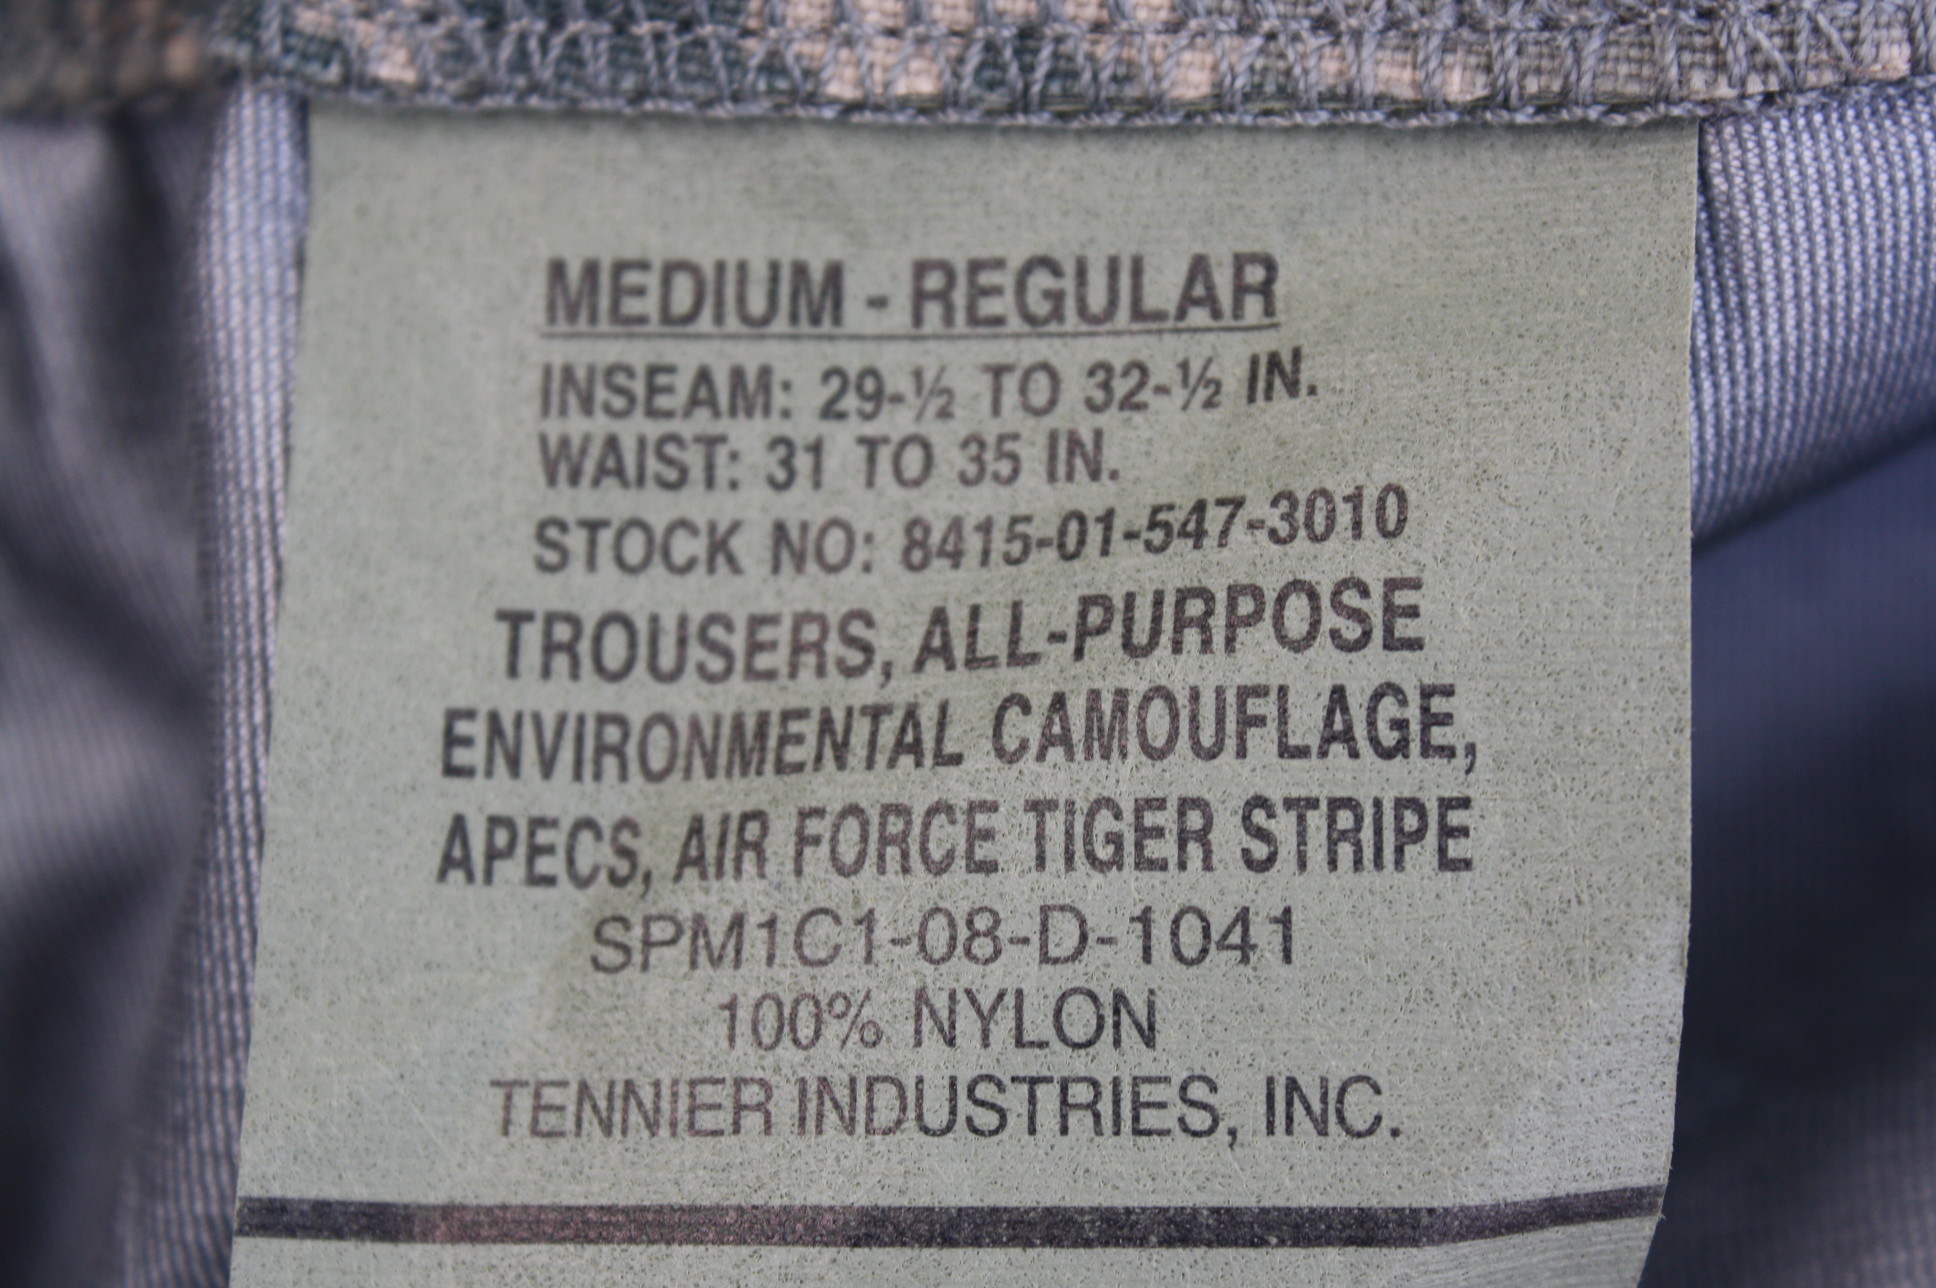 MEDIUM - REGULAR
INSEAM: 29-½ TO 32-½ IN.
WAIST: 31 TO 35 IN.
STOCK NO: 8415-01-547-3010
TROUSERS, ALL-PURPOSE
ENVIRONMENTAL CAMOUFLAGE,
APECS, AIR FORCE TIGER STRIPE
SPM1C1-08-D-1041
100% NYLON
TENNIER INDUSTRIES, INC.